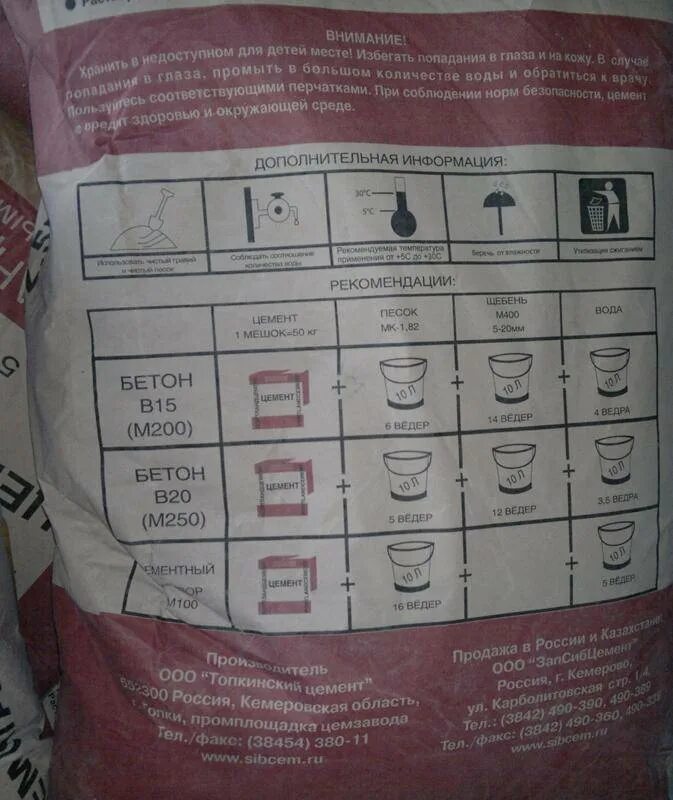 ВНИМАНИЕ!
Хранить в недоступном для детей месте! Избегать попадания в глаза и на кожу. В случае
попадания в глаза, промыть в большом количестве воды и обратиться к врачу.
Пользуйтесь соответствующими перчатками. При соблюдении норм безопасности, цемент
вредят здоровью и окружающей среде.
ДОПОЛНИТЕЛЬНАЯ ИНФОРМАЦИЯ:
30°С
5°С
Использовать чистый гравий
и чистый песок
Соблюдать соотношение
количества воды
Рекомендуемая температура
применения от +5С до +30С
Беречь от влажности
Утилизация сжиганием
РЕКОМЕНДАЦИИ:
ЦЕМЕНТ
1 МЕШОК=50 кг
ПЕСОК
МК-1,82
ЩЕБЕНЬ
М400
5-20мм
ВОДА
БЕТОН
В15
(М200)
ЦЕМЕНТ
+
10 Л
6 ВЁДЕР
+
10 Л
14 ВЁДЕР
+
10 Л
4 ВЕДРА
БЕТОН
В20
(М250)
ЦЕМЕНТ
+
10 Л
5 ВЁДЕР
+
10 Л
12 ВЁДЕР
+
10 Л
3,5 ВЕДРА
ЕМЕНТНЫЙ
ОР
М100
ЦЕМЕНТ
+
10 Л
16 ВЁДЕР
+
+
10 Л
5 ВЁДЕР
Производитель
ООО "Топкинский цемент"
652300 Россия, Кемеровская область,
г. Топки, промплощадка цемзавода
Тел./факс: (38454) 380-11
www.sibcem.ru
Продажа в России и Казахстане:
ООО "ЗапСибЦемент"
Россия, г. Кемерово,
ул. Карболитовская стр. 1/4,
Тел.: (3842) 490-390, 490-389
Тел./факс: (3842) 490-360,
www.sibcem.ru